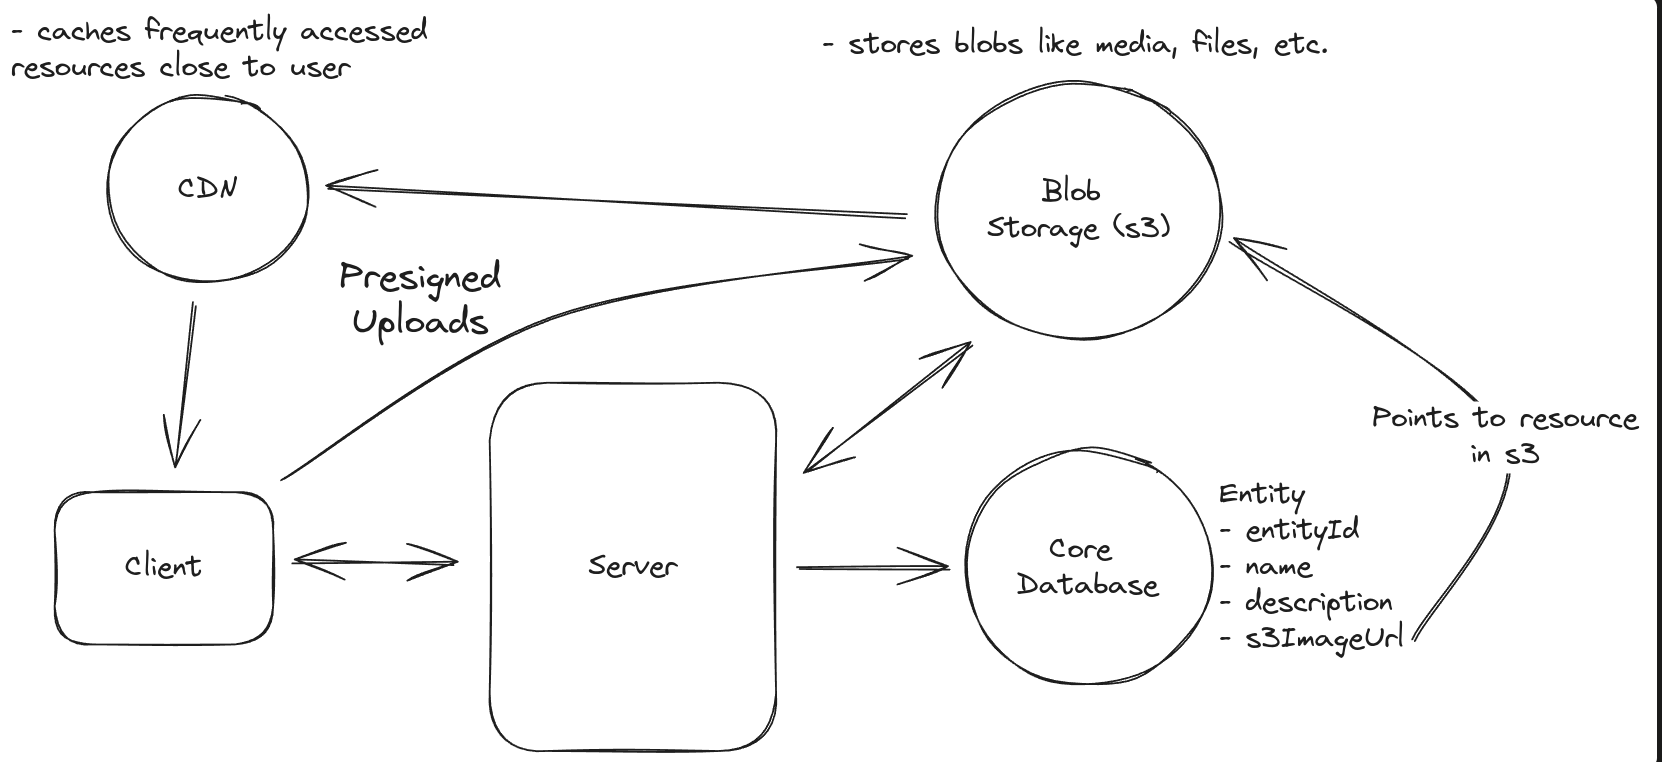 - caches frequently accessed
resources close to user
- stores blobs like media, files, etc.
CDN
Blob
Storage (s3)
Presigned
Uploads
Points to resource
in s3
Client
Server
Core
Database
Entity
- entityId
- name
- description
- s3ImageUrl